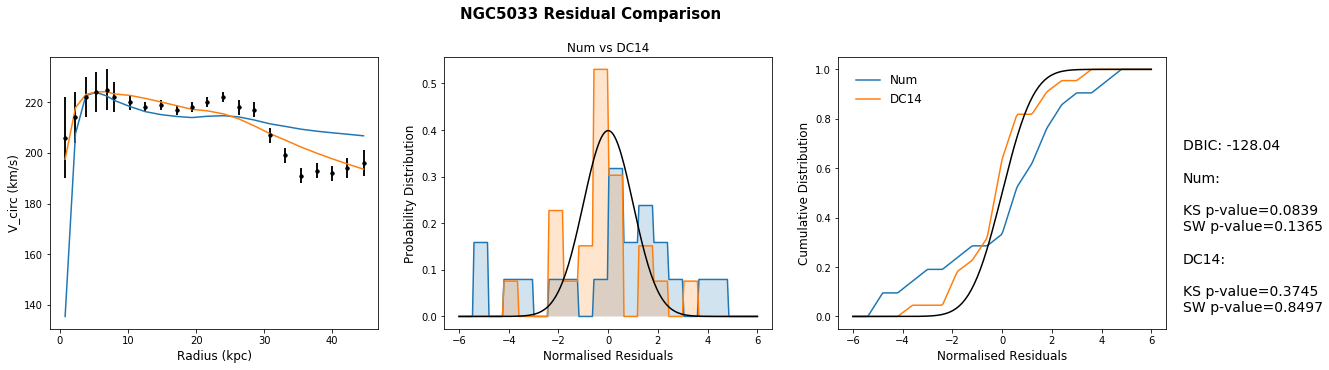 NGC5033 Residual Comparison
V_circ (km/s)
220
200
180
160
140
0
10
20
30
40
Radius (kpc)
Num vs DC14
Probability Distribution
0.5
0.4
0.3
0.2
0.1
0.0
−6
−4
−2
0
2
4
6
Normalised Residuals
Cumulative Distribution
1.0
0.8
0.6
0.4
0.2
0.0
Num
DC14
−6
−4
−2
0
2
4
6
Normalised Residuals
DBIC: -128.04
Num:
KS p-value=0.0839
SW p-value=0.1365
DC14:
KS p-value=0.3745
SW p-value=0.8497